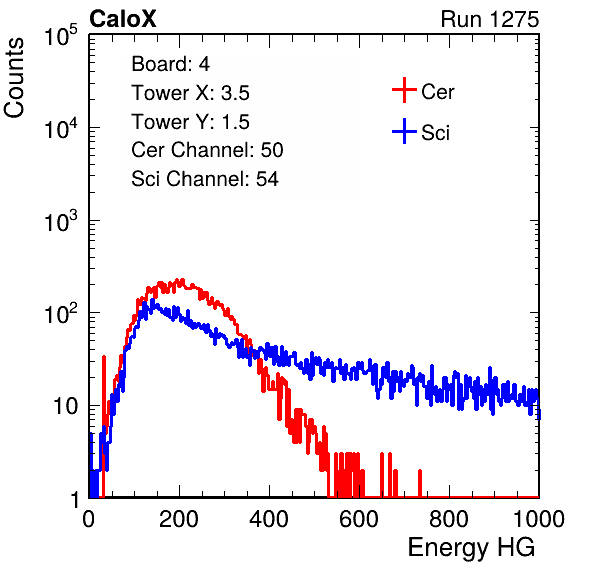 CaloX Run 1275
Counts
10^5
10^4
10^3
10^2
10
1
Board: 4
Tower X: 3.5
Tower Y: 1.5
Cer Channel: 50
Sci Channel: 54
Cer
Sci
0 200 400 600 800 1000
Energy HG